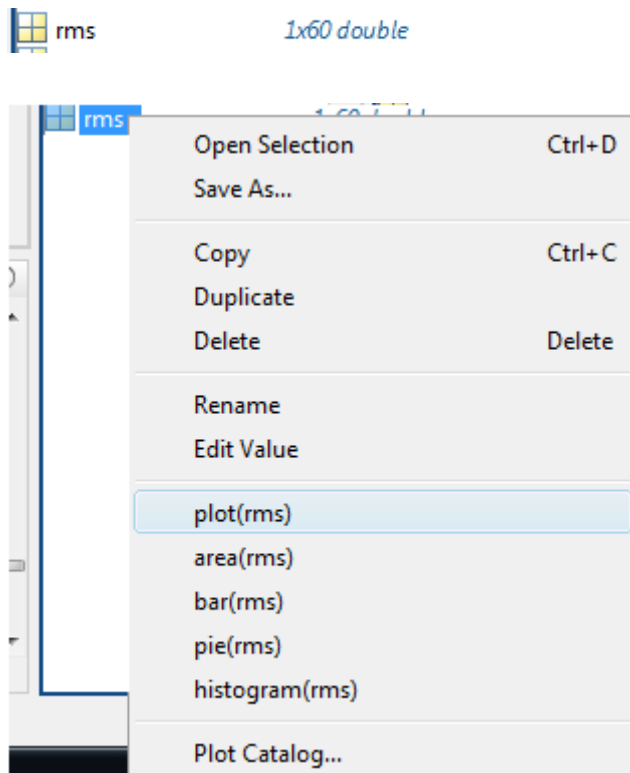 rms 1x60 double
rms
Open Selection Ctrl+D
Save As...
Copy Ctrl+C
Duplicate
Delete Delete
Rename
Edit Value
plot(rms)
area(rms)
bar(rms)
pie(rms)
histogram(rms)
Plot Catalog...